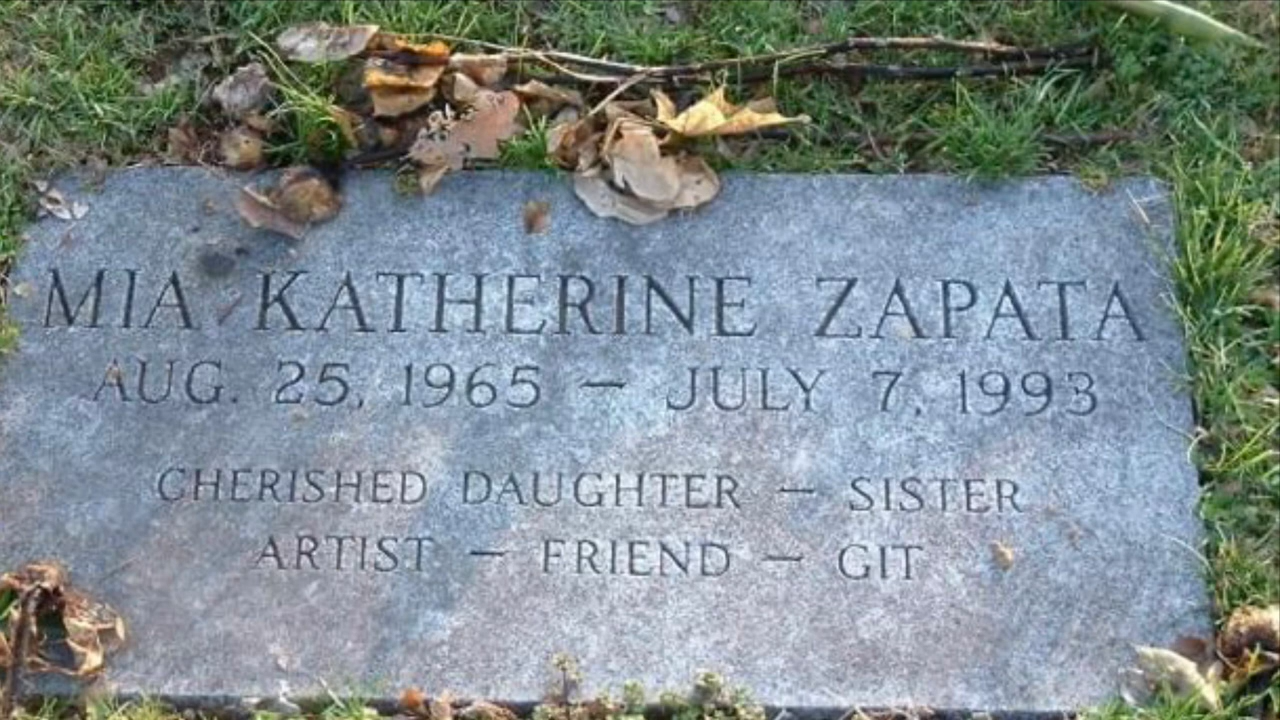 MIA KATHERINE ZAPATA
AUG. 25, 1965 — JULY 7, 1993
CHERISHED DAUGHTER — SISTER
ARTIST — FRIEND — GIT